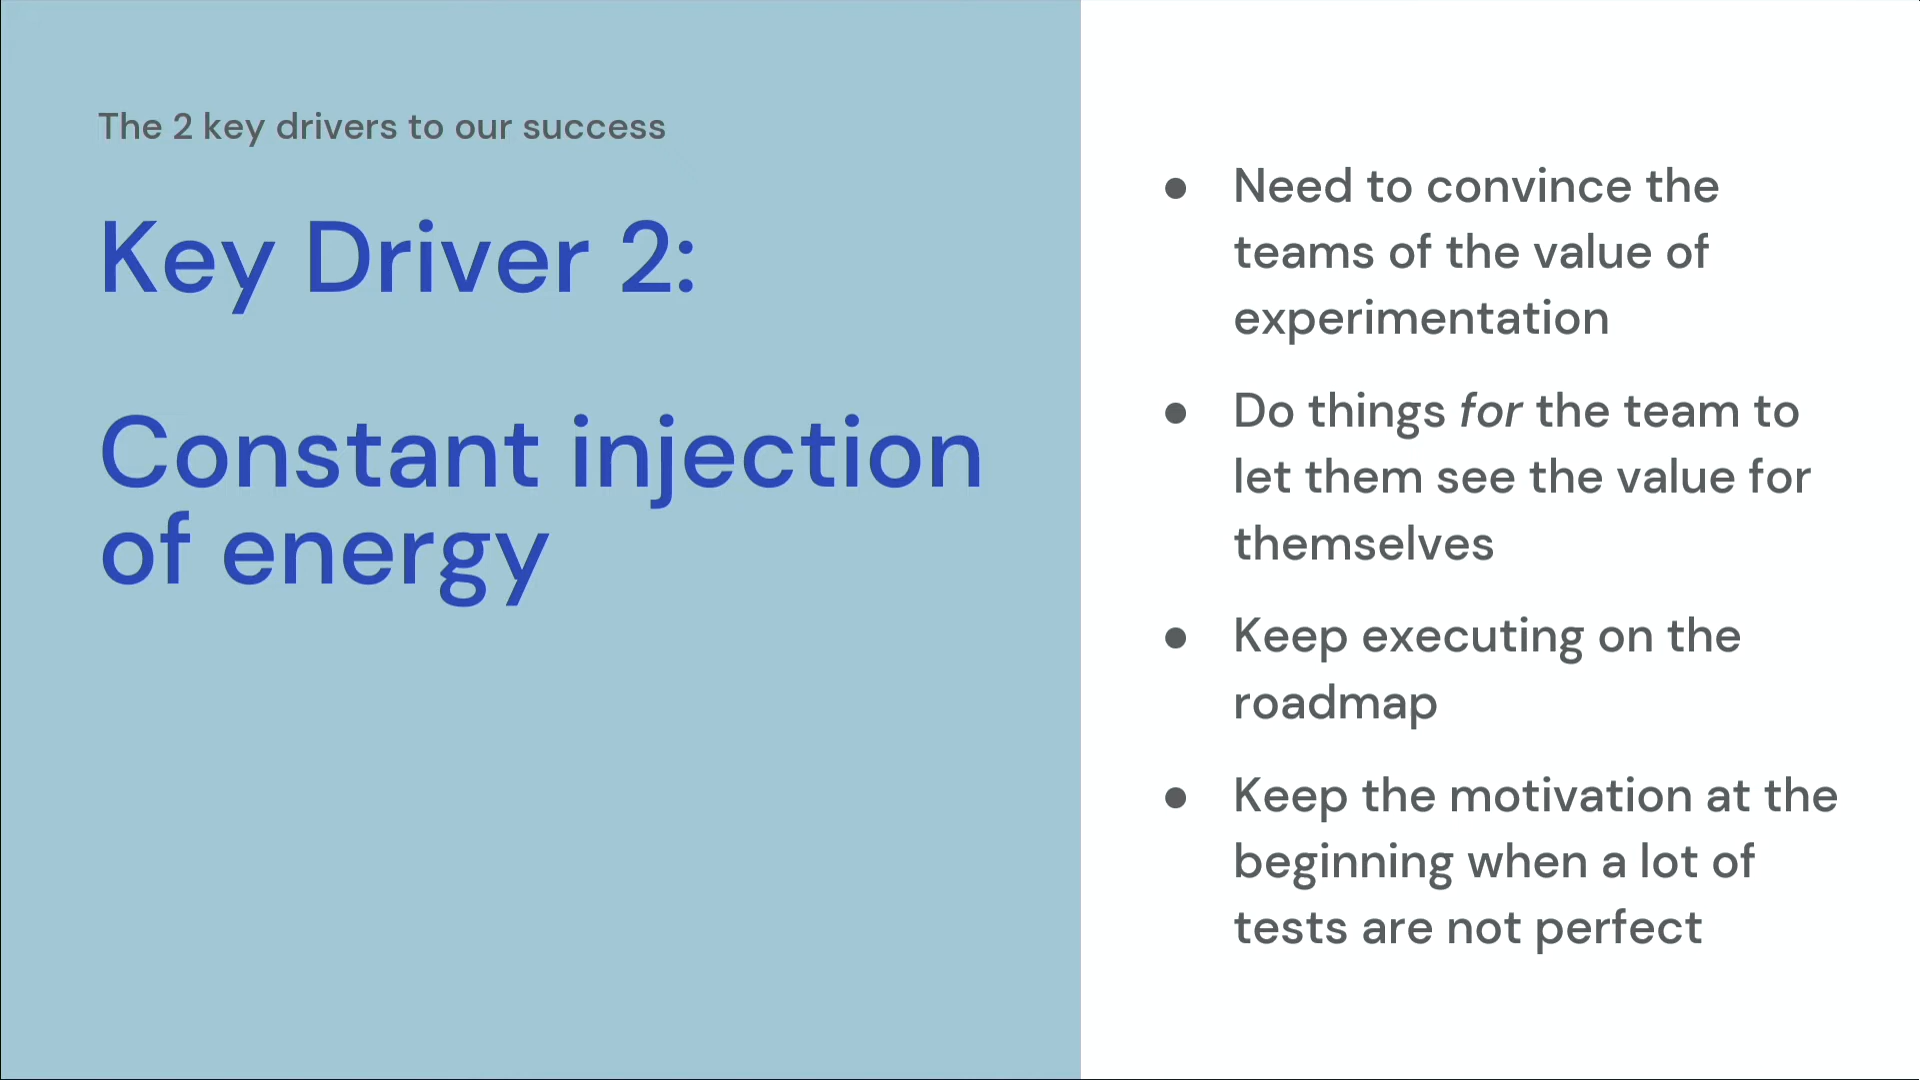 The 2 key drivers to our success
Key Driver 2:
Constant injection
of energy
● Need to convince the
teams of the value of
experimentation
● Do things for the team to
let them see the value for
themselves
● Keep executing on the
roadmap
● Keep the motivation at the
beginning when a lot of
tests are not perfect